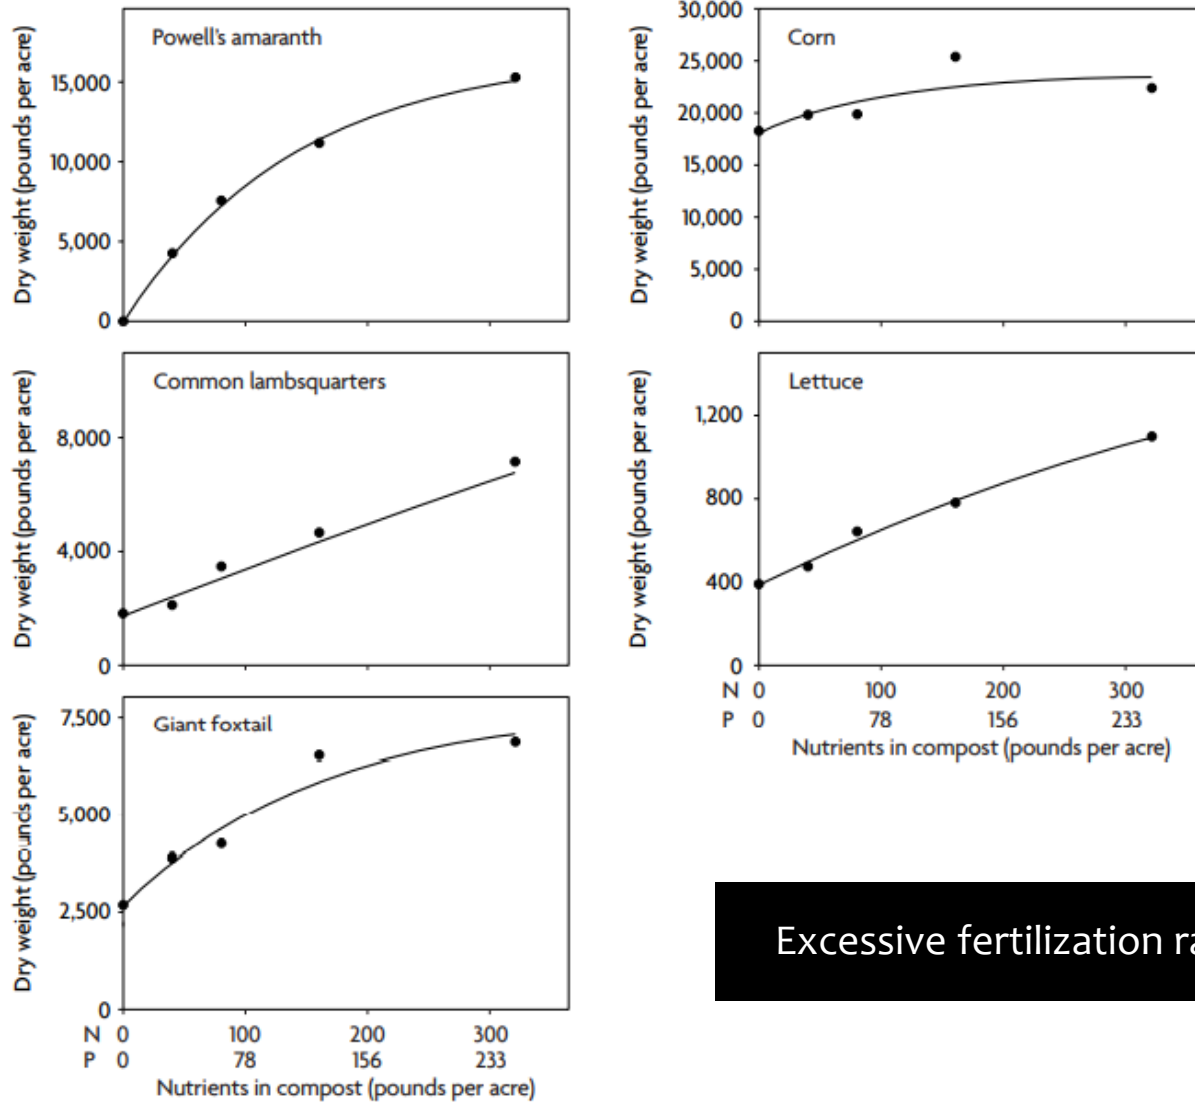 Powell's amaranth
Dry weight (pounds per acre)
15,000
10,000
5,000
0
Common lambsquarters
Dry weight (pounds per acre)
8,000
4,000
0
Giant foxtail
Dry weight (pounds per acre)
7,500
5,000
2,500
0
N 0 100 200 300
P 0 78 156 233
Nutrients in compost (pounds per acre)
Corn
Dry weight (pounds per acre)
30,000
25,000
20,000
15,000
10,000
5,000
0
Lettuce
Dry weight (pounds per acre)
1,200
800
400
0
N 0 100 200 300
P 0 78 156 233
Nutrients in compost (pounds per acre)
Excessive fertilization